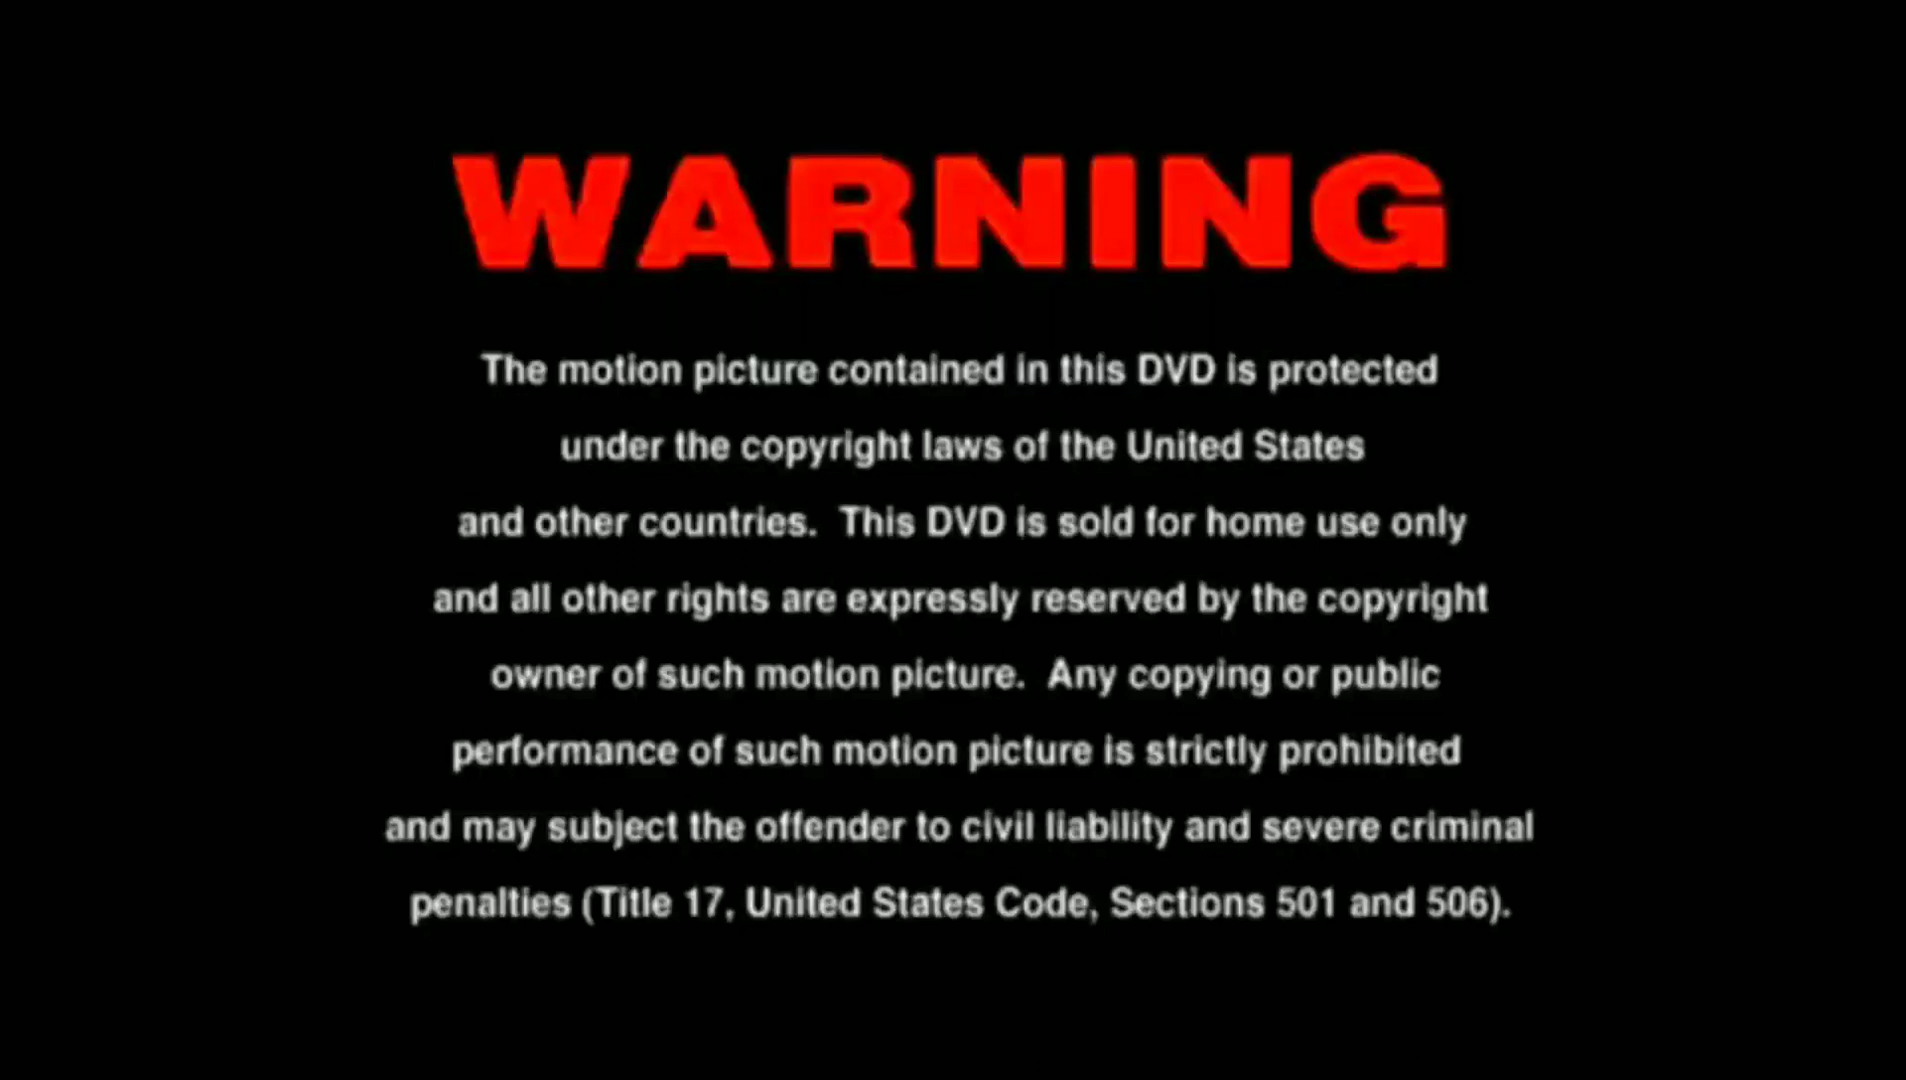 WARNING
The motion picture contained in this DVD is protected
under the copyright laws of the United States
and other countries.  This DVD is sold for home use only
and all other rights are expressly reserved by the copyright
owner of such motion picture.  Any copying or public
performance of such motion picture is strictly prohibited
and may subject the offender to civil liability and severe criminal
penalties (Title 17, United States Code, Sections 501 and 506).